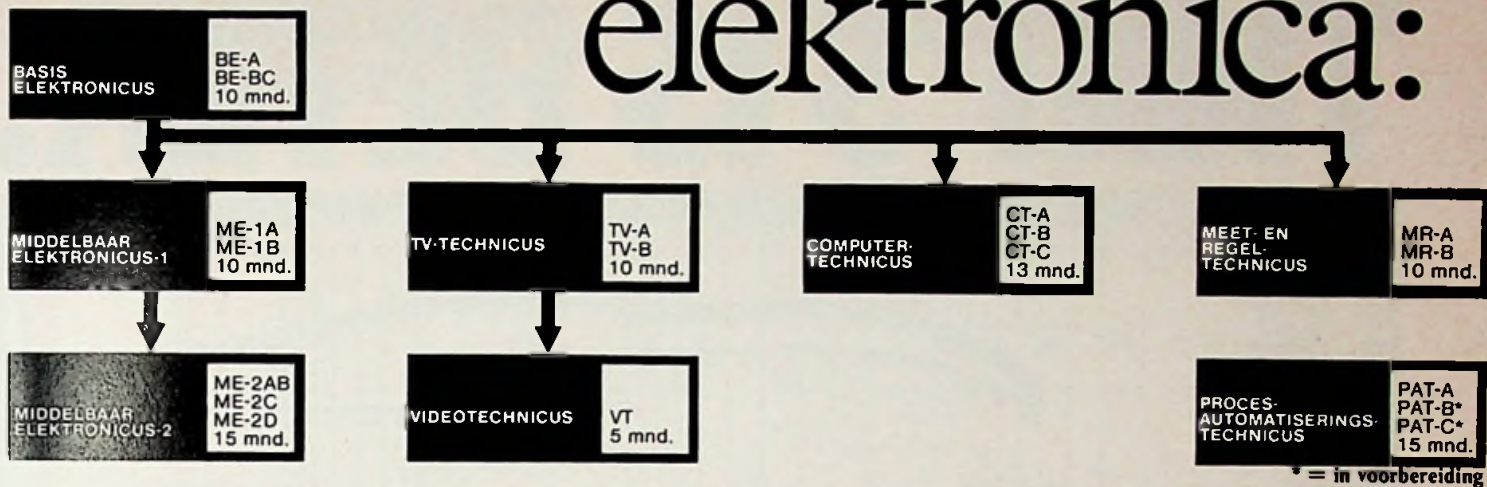 elektronica:
BASIS
ELEKTRONICUS
BE-A
BE-BC
10 mnd.
MIDDELBAAR
ELEKTRONICUS-1
ME-1A
ME-1B
10 mnd.
TV-TECHNICUS
TV-A
TV-B
10 mnd.
COMPUTER-
TECHNICUS
CT-A
CT-B
CT-C
13 mnd.
MEET- EN
REGEL-
TECHNICUS
MR-A
MR-B
10 mnd.
MIDDELBAAR
ELEKTRONICUS-2
ME-2AB
ME-2C
ME-2D
15 mnd.
VIDEOTECHNICUS
VT
5 mnd.
PROCES-
AUTOMATISERINGS-
TECHNICUS
PAT-A
PAT-B*
PAT-C*
15 mnd.
* = in voorbereiding